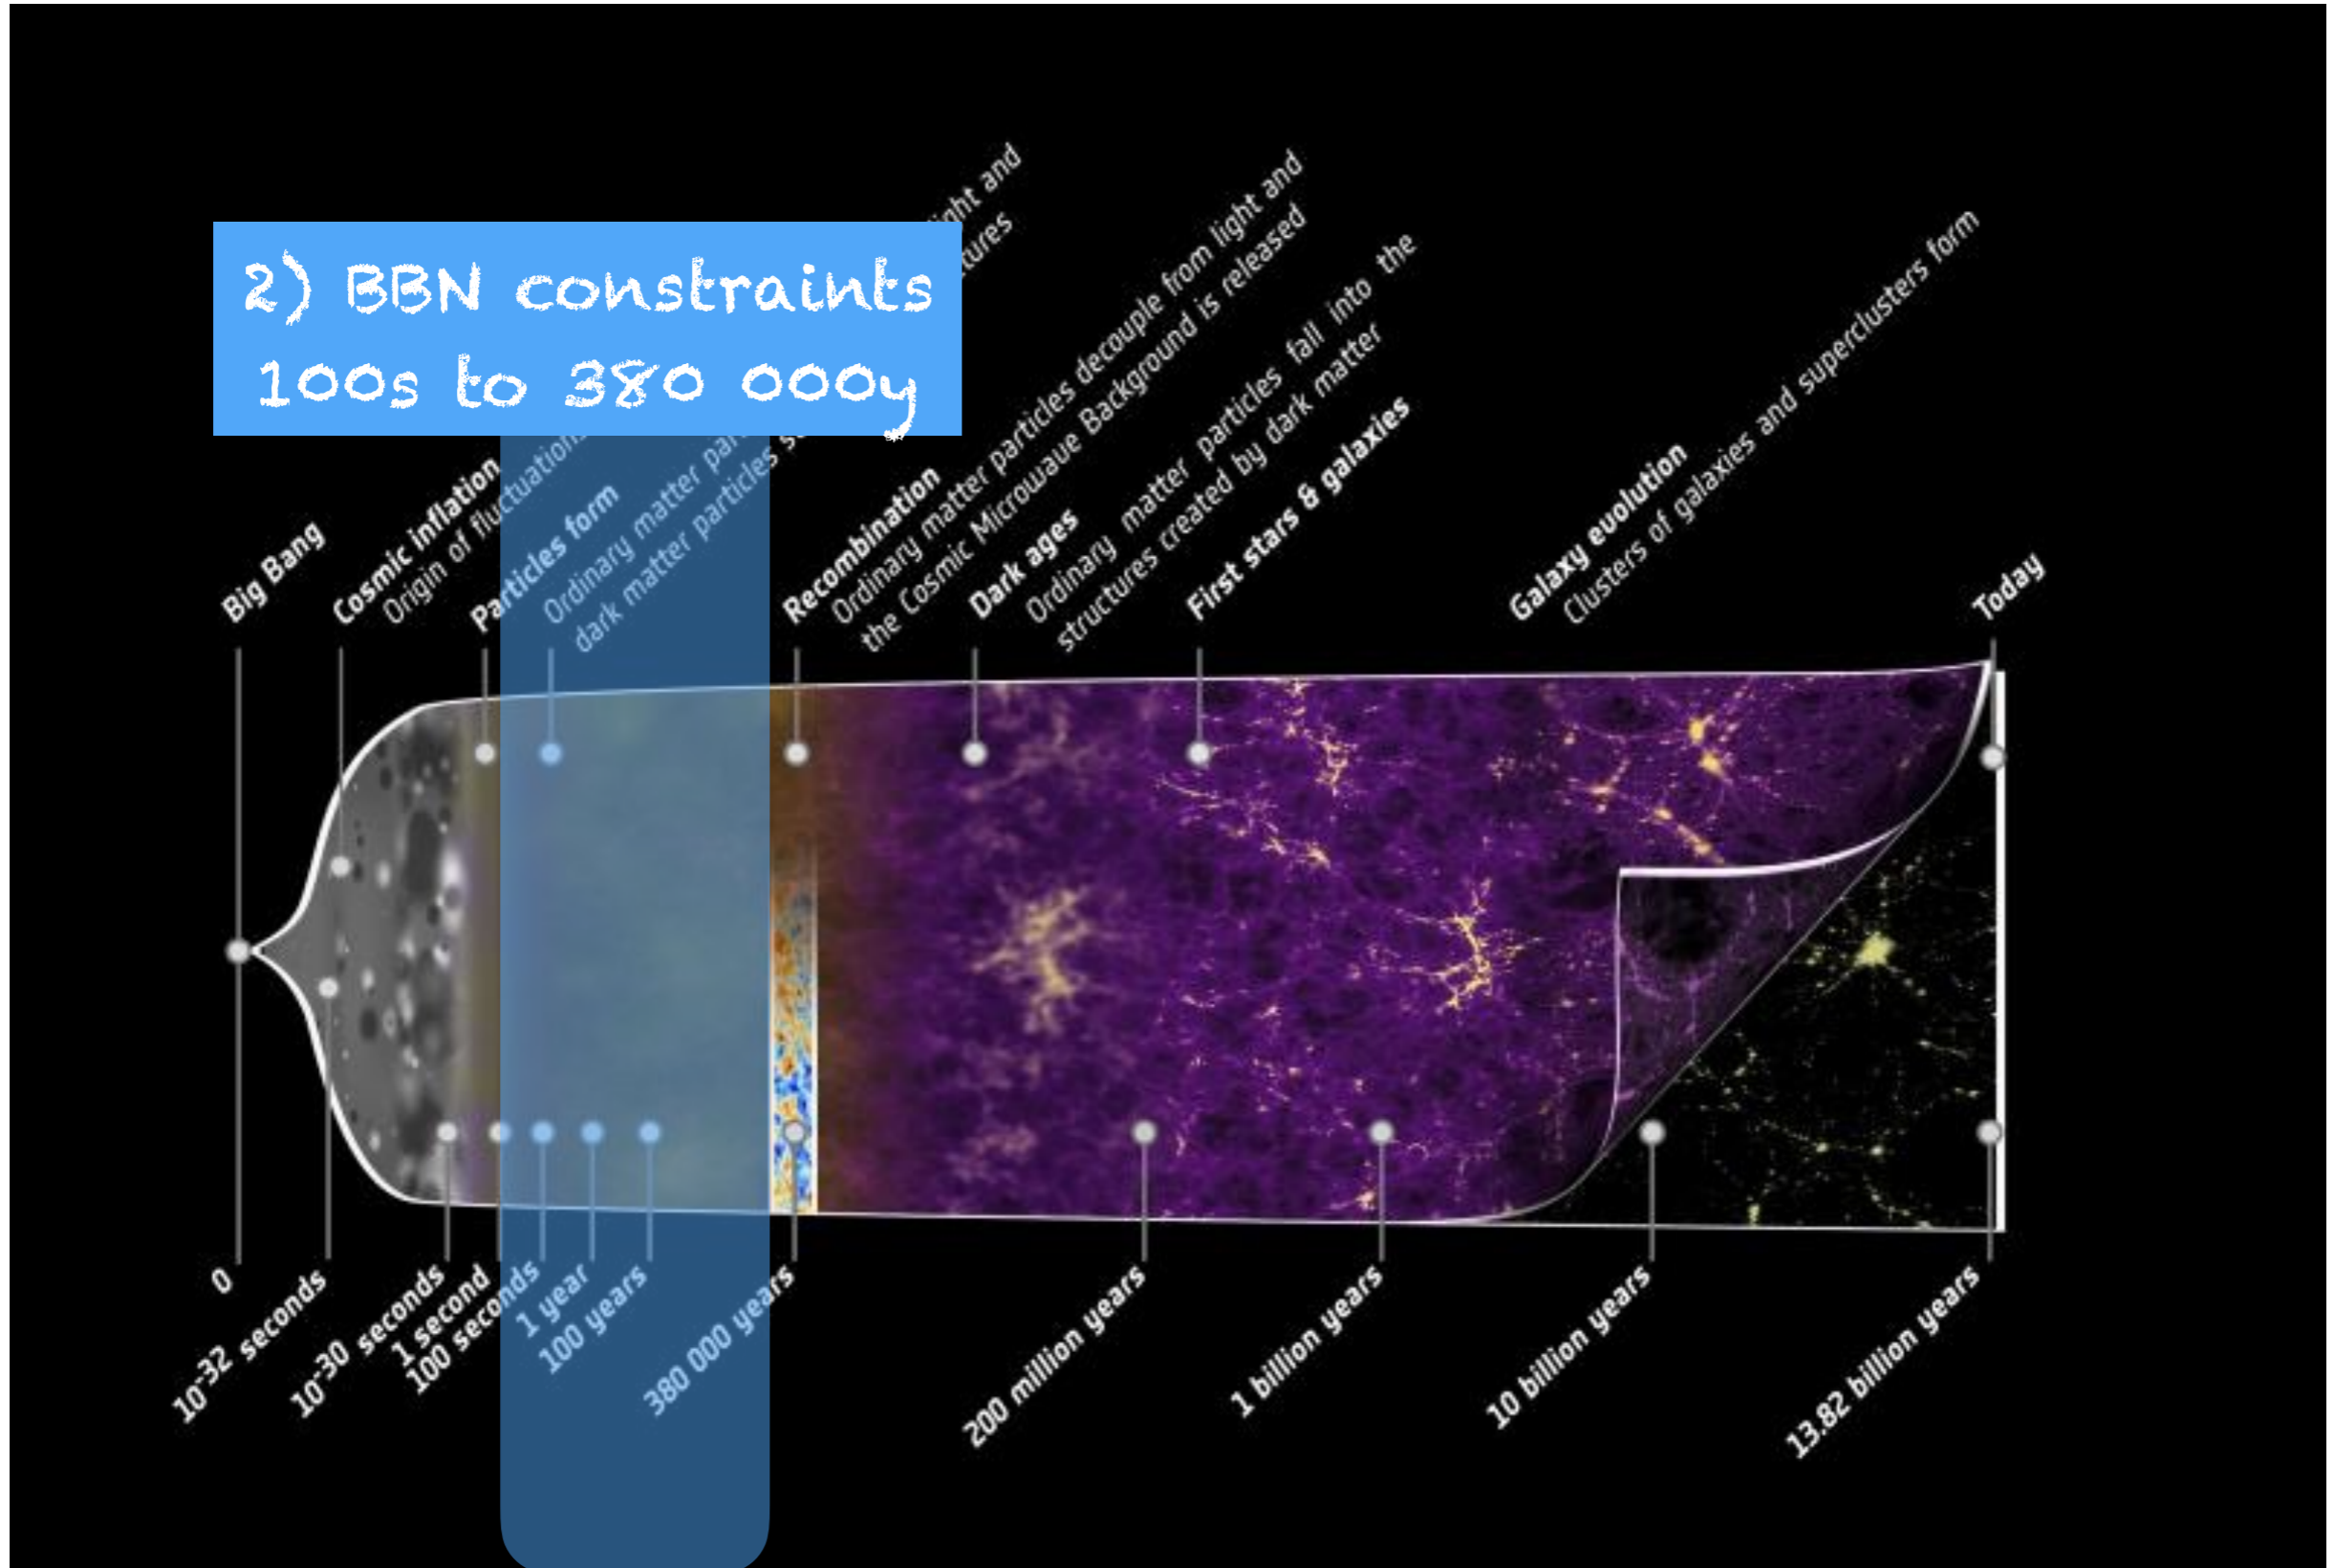 2) BBN constraints
100s to 380 000y
Big Bang
Cosmic inflation
Origin of fluctuations
Particles form
Ordinary matter
dark matter particles
light and
Recombination
Ordinary matter particles decouple from light and
the Cosmic Microwave Background is released
Dark ages
Ordinary matter particles fall into the
structures created by dark matter
First stars & galaxies
Galaxy evolution
Clusters of galaxies and superclusters form
Today
0
10-32 seconds
10-30 seconds
1 second
100 seconds
1 year
100 years
380 000 years
200 million years
1 billion years
10 billion years
13.82 billion years